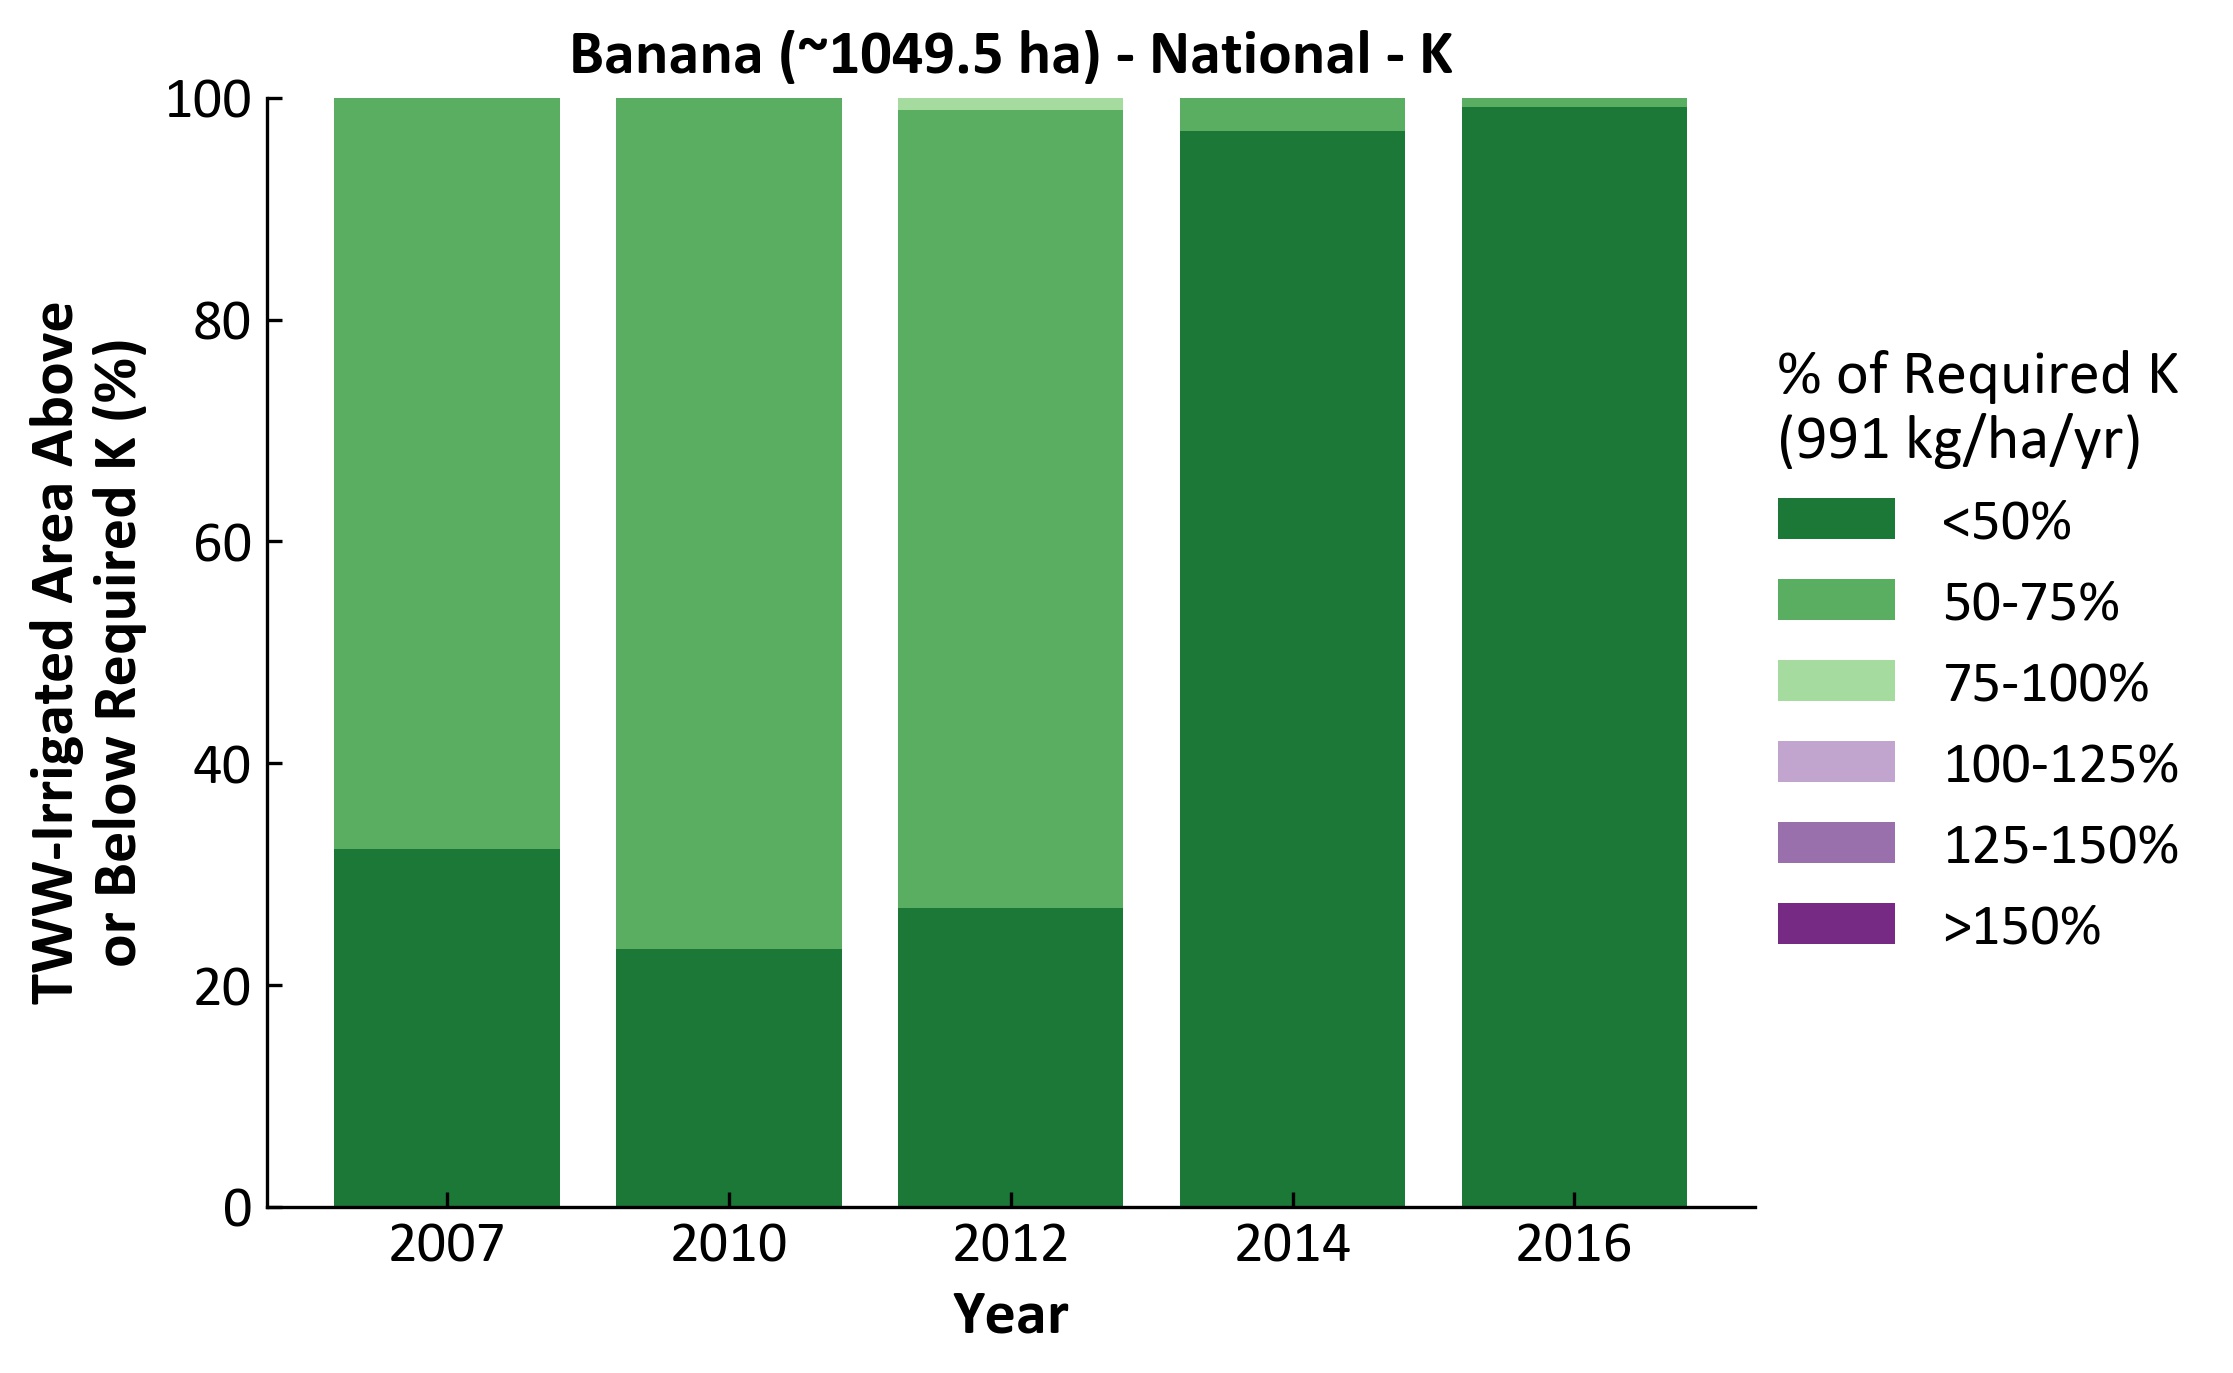 Banana (~1049.5 ha) - National - K
TWW-Irrigated Area Above
or Below Required K (%)
100
80
60
40
20
0
2007
2010
2012
2014
2016
Year
% of Required K
(991 kg/ha/yr)
<50%
50-75%
75-100%
100-125%
125-150%
>150%